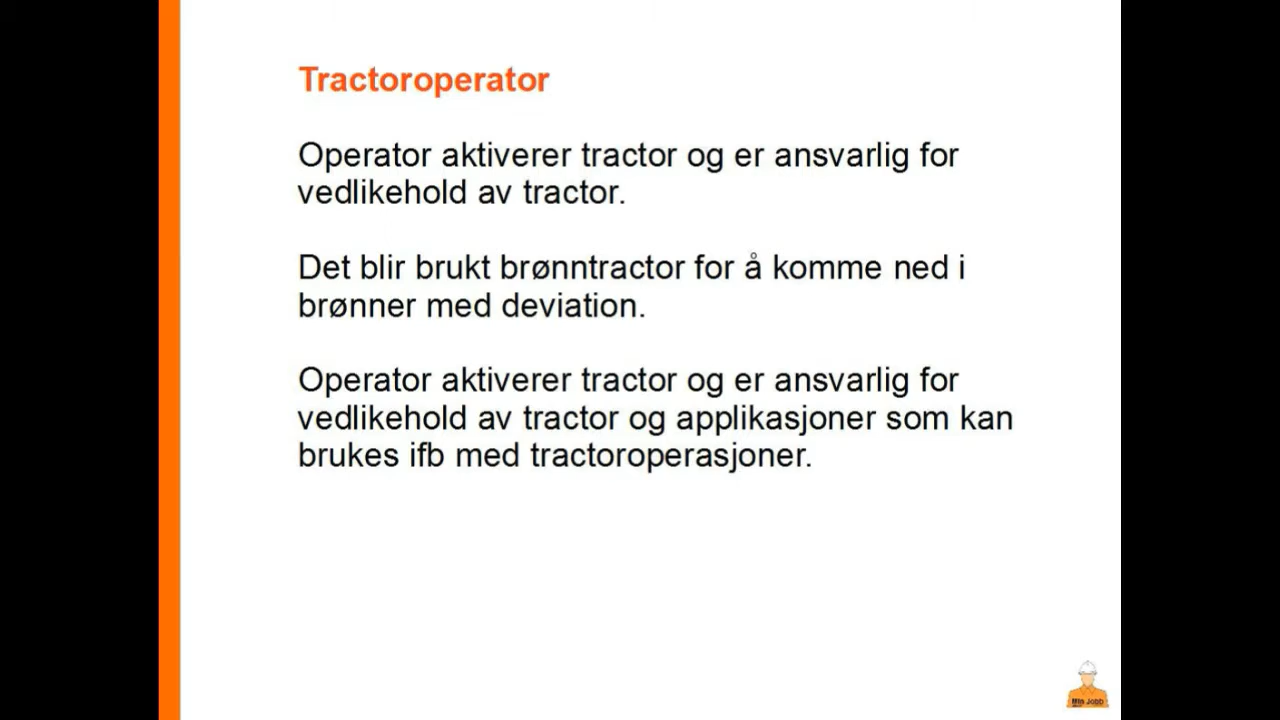 Tractoroperator
Operator aktiverer tractor og er ansvarlig for
vedlikehold av tractor.
Det blir brukt brønntractor for å komme ned i
brønner med deviation.
Operator aktiverer tractor og er ansvarlig for
vedlikehold av tractor og applikasjoner som kan
brukes ifb med tractoroperasjoner.
Min Jobb